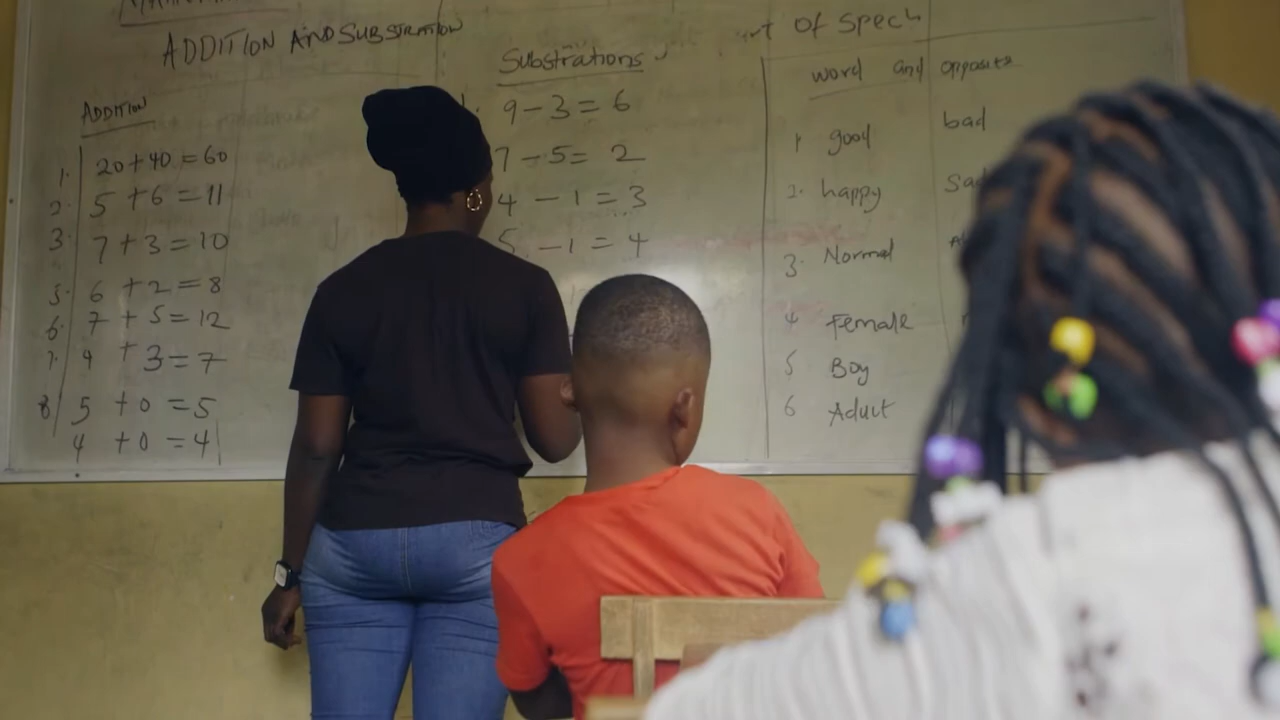 ADDITION AND SUBSTRATION
ADDITION
1. 20+40=60
2. 5+6=11
3. 7+3=10
5. 6+2=8
6. 7+5=12
7. 4+3=7
8 5+0=5
4+0=4
Substrations
9-3=6
7-5=2
4-1=3
5-1=4
of Spech
word and opposite
1 good bad
2. happy Sad
3. Normal
4 Female
5 Boy
6 Aduct